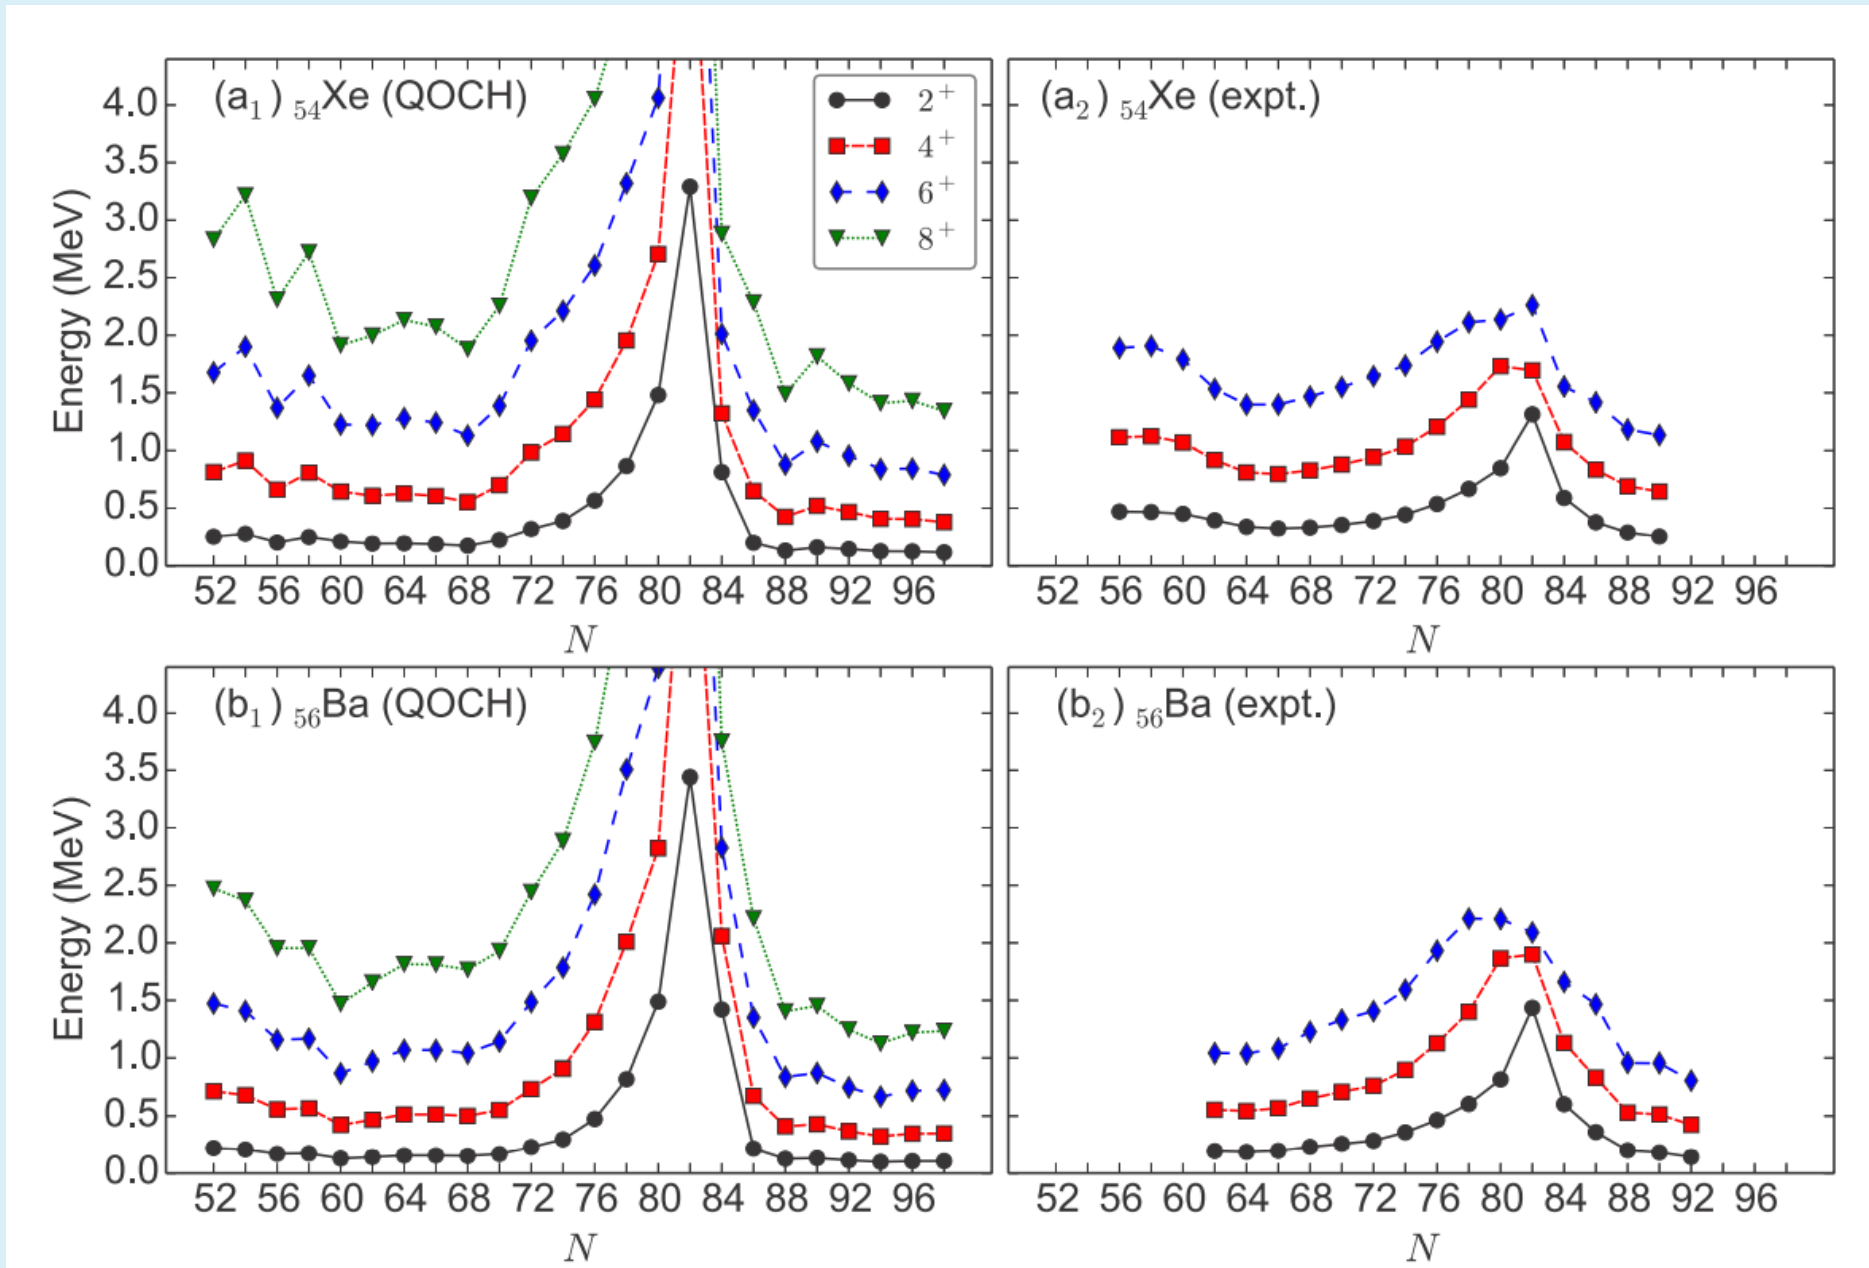 (a₁) ₅₄Xe (QOCH)
2⁺
4⁺
6⁺
8⁺
Energy (MeV)
4.0
3.5
3.0
2.5
2.0
1.5
1.0
0.5
0.0
52 56 60 64 68 72 76 80 84 88 92 96
N
(a₂) ₅₄Xe (expt.)
52 56 60 64 68 72 76 80 84 88 92 96
N
(b₁) ₅₆Ba (QOCH)
Energy (MeV)
4.0
3.5
3.0
2.5
2.0
1.5
1.0
0.5
0.0
52 56 60 64 68 72 76 80 84 88 92 96
N
(b₂) ₅₆Ba (expt.)
52 56 60 64 68 72 76 80 84 88 92 96
N